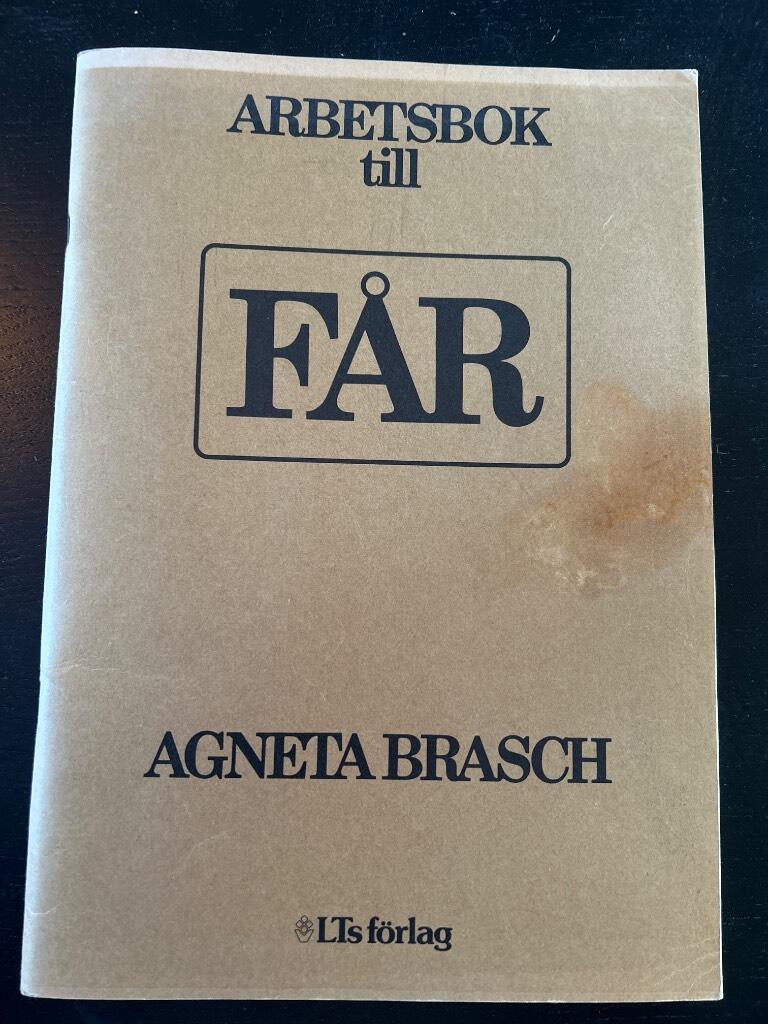 ARBETSBOK
till
FÅR
AGNETA BRASCH
LTs förlag